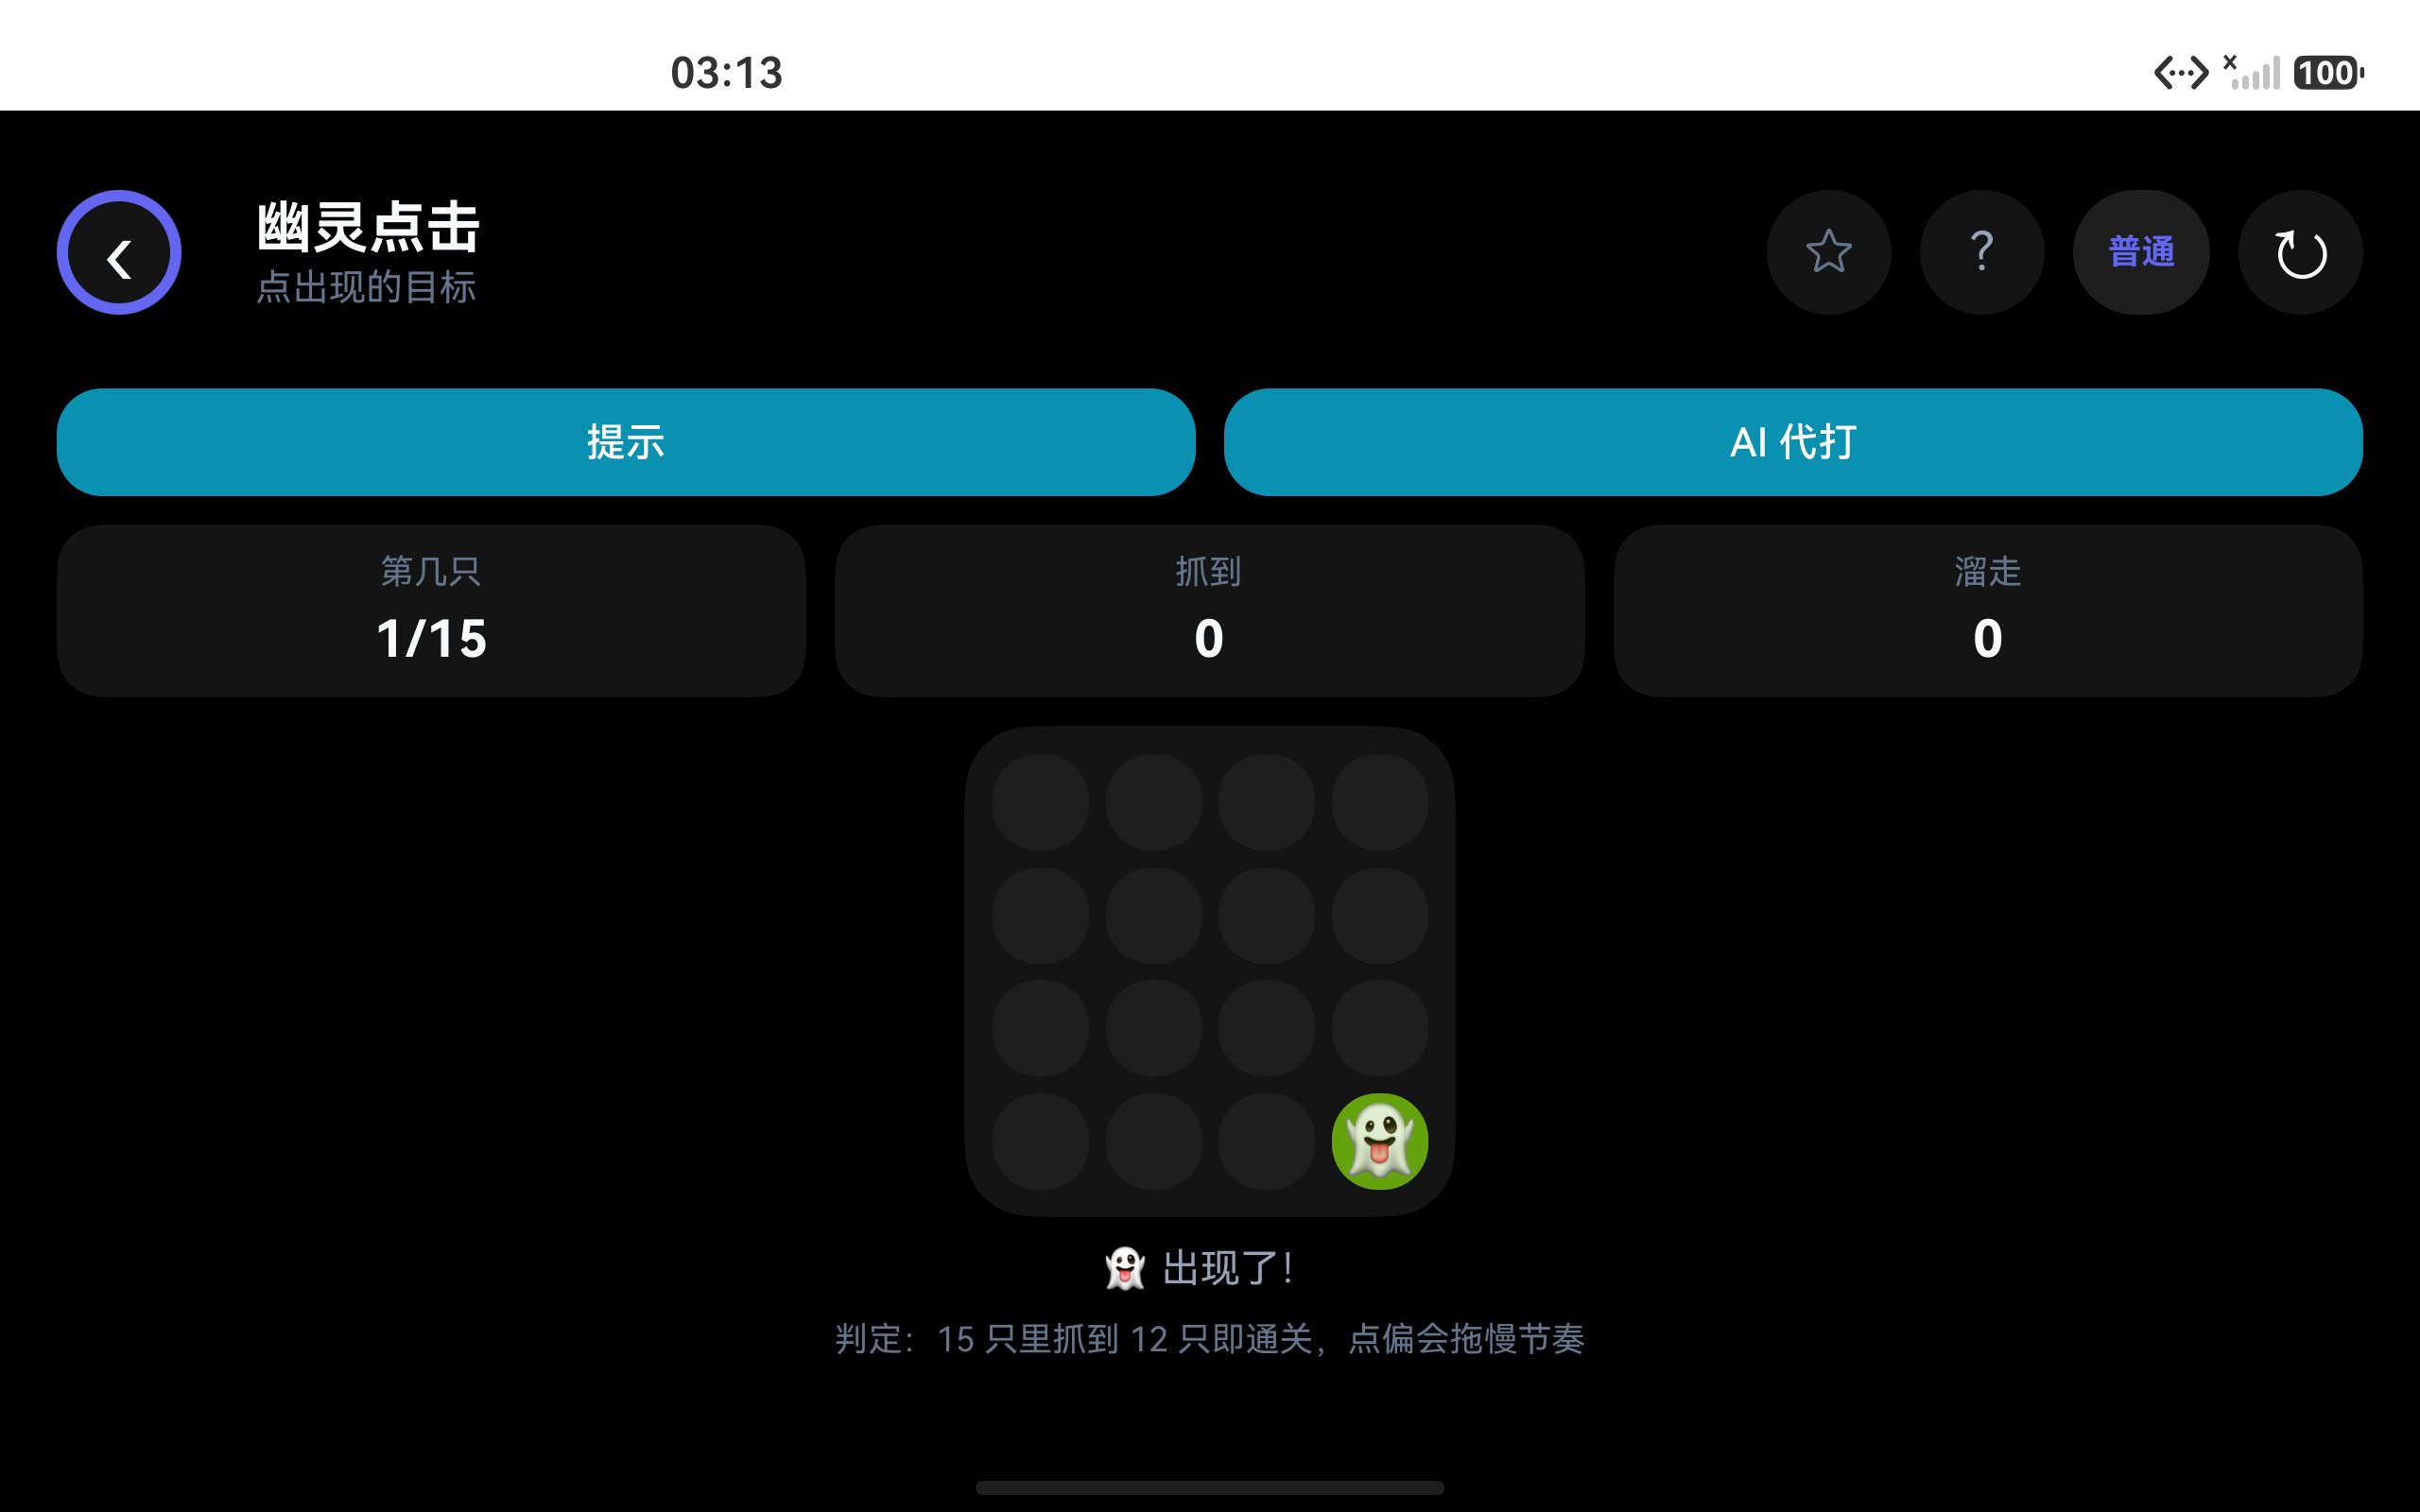 03:13
100
幽灵点击
点出现的目标
?
普通
提示
AI 代打
第几只
1/15
抓到
0
溜走
0
👻 出现了!
判定：15 只里抓到 12 只即通关，点偏会拖慢节奏